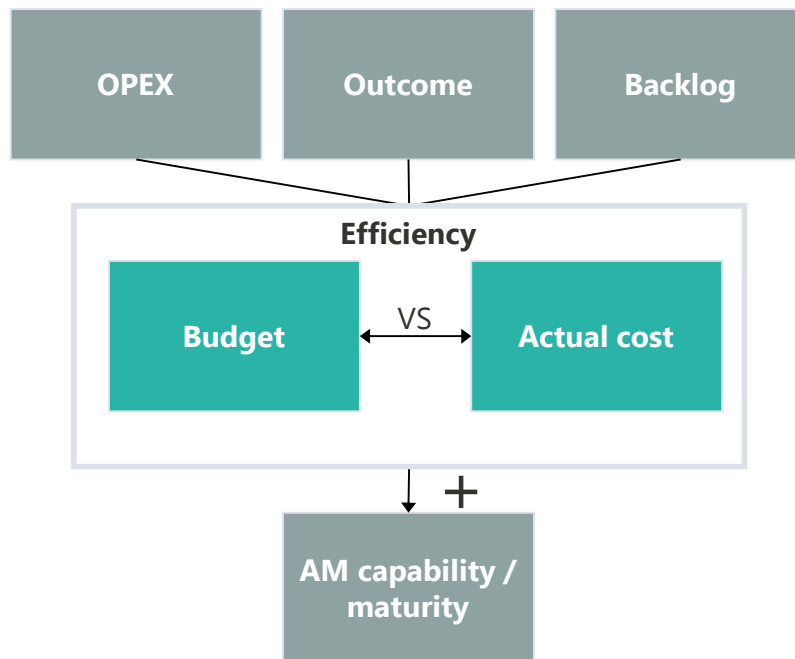 OPEX
Outcome
Backlog
Efficiency
Budget
VS
Actual cost
+
AM capability /
maturity